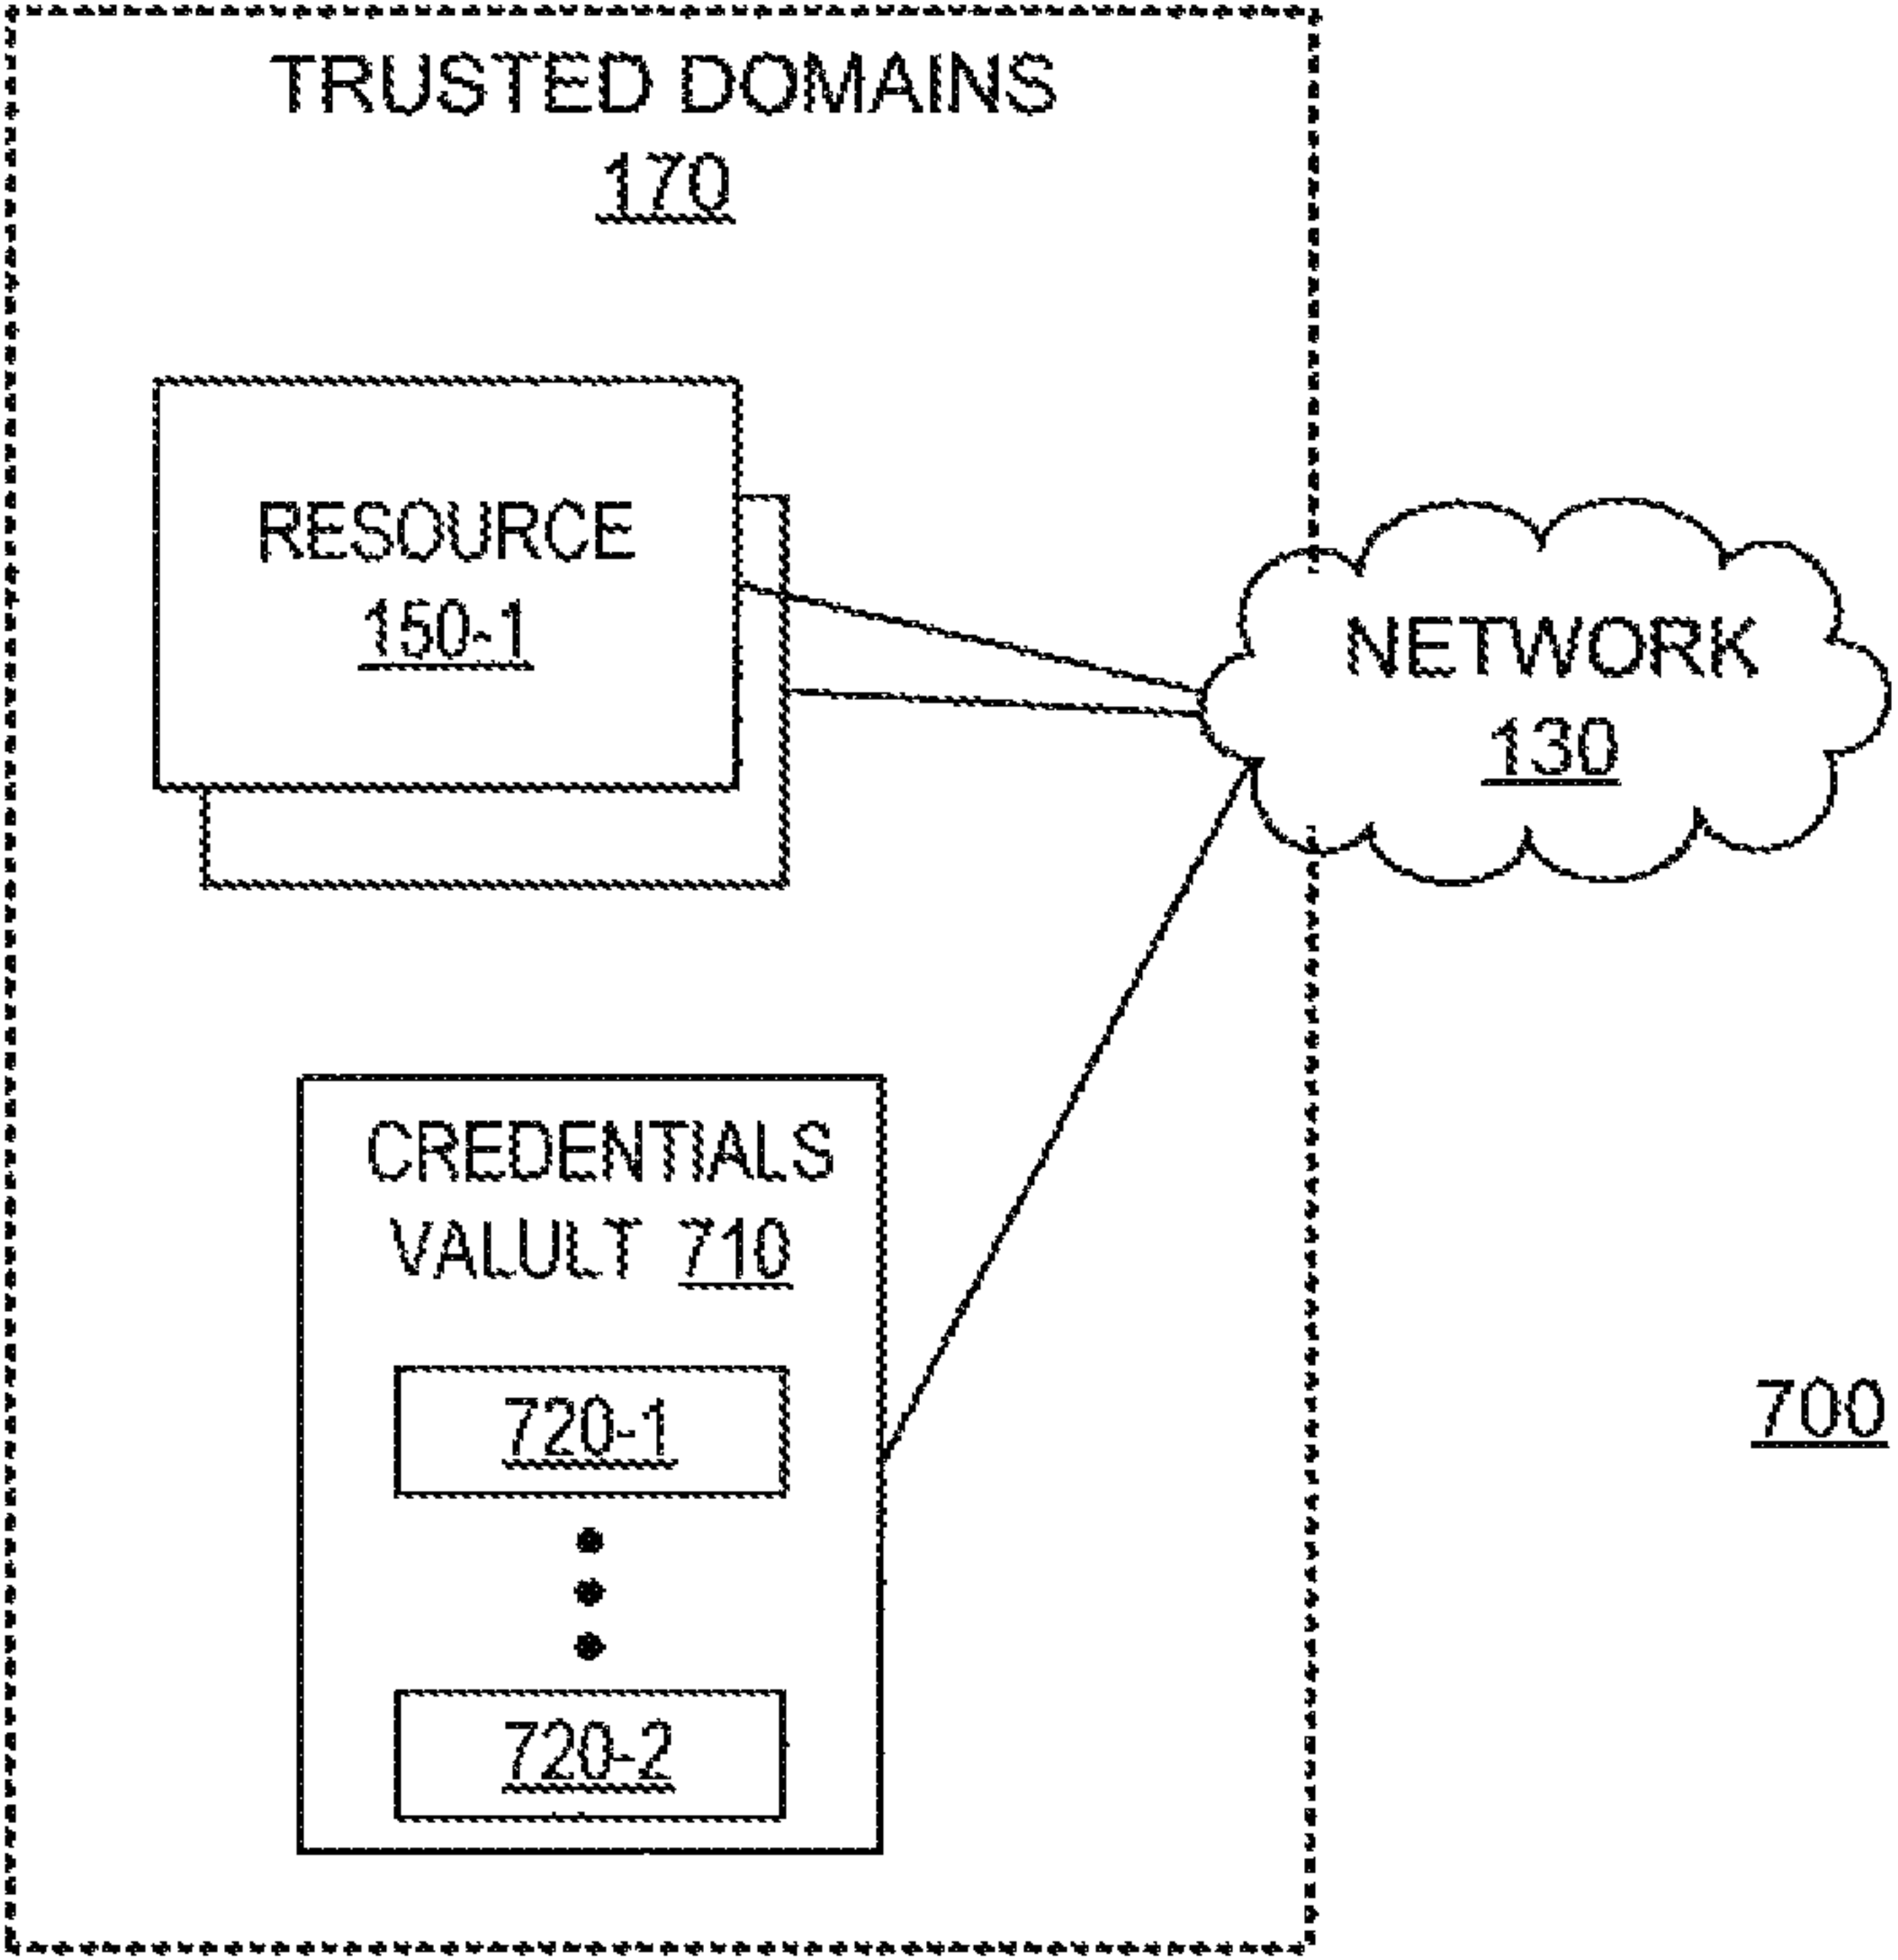 TRUSTED DOMAINS
170
RESOURCE
150-1
NETWORK
130
CREDENTIALS
VALULT 710
720-1
720-2
700